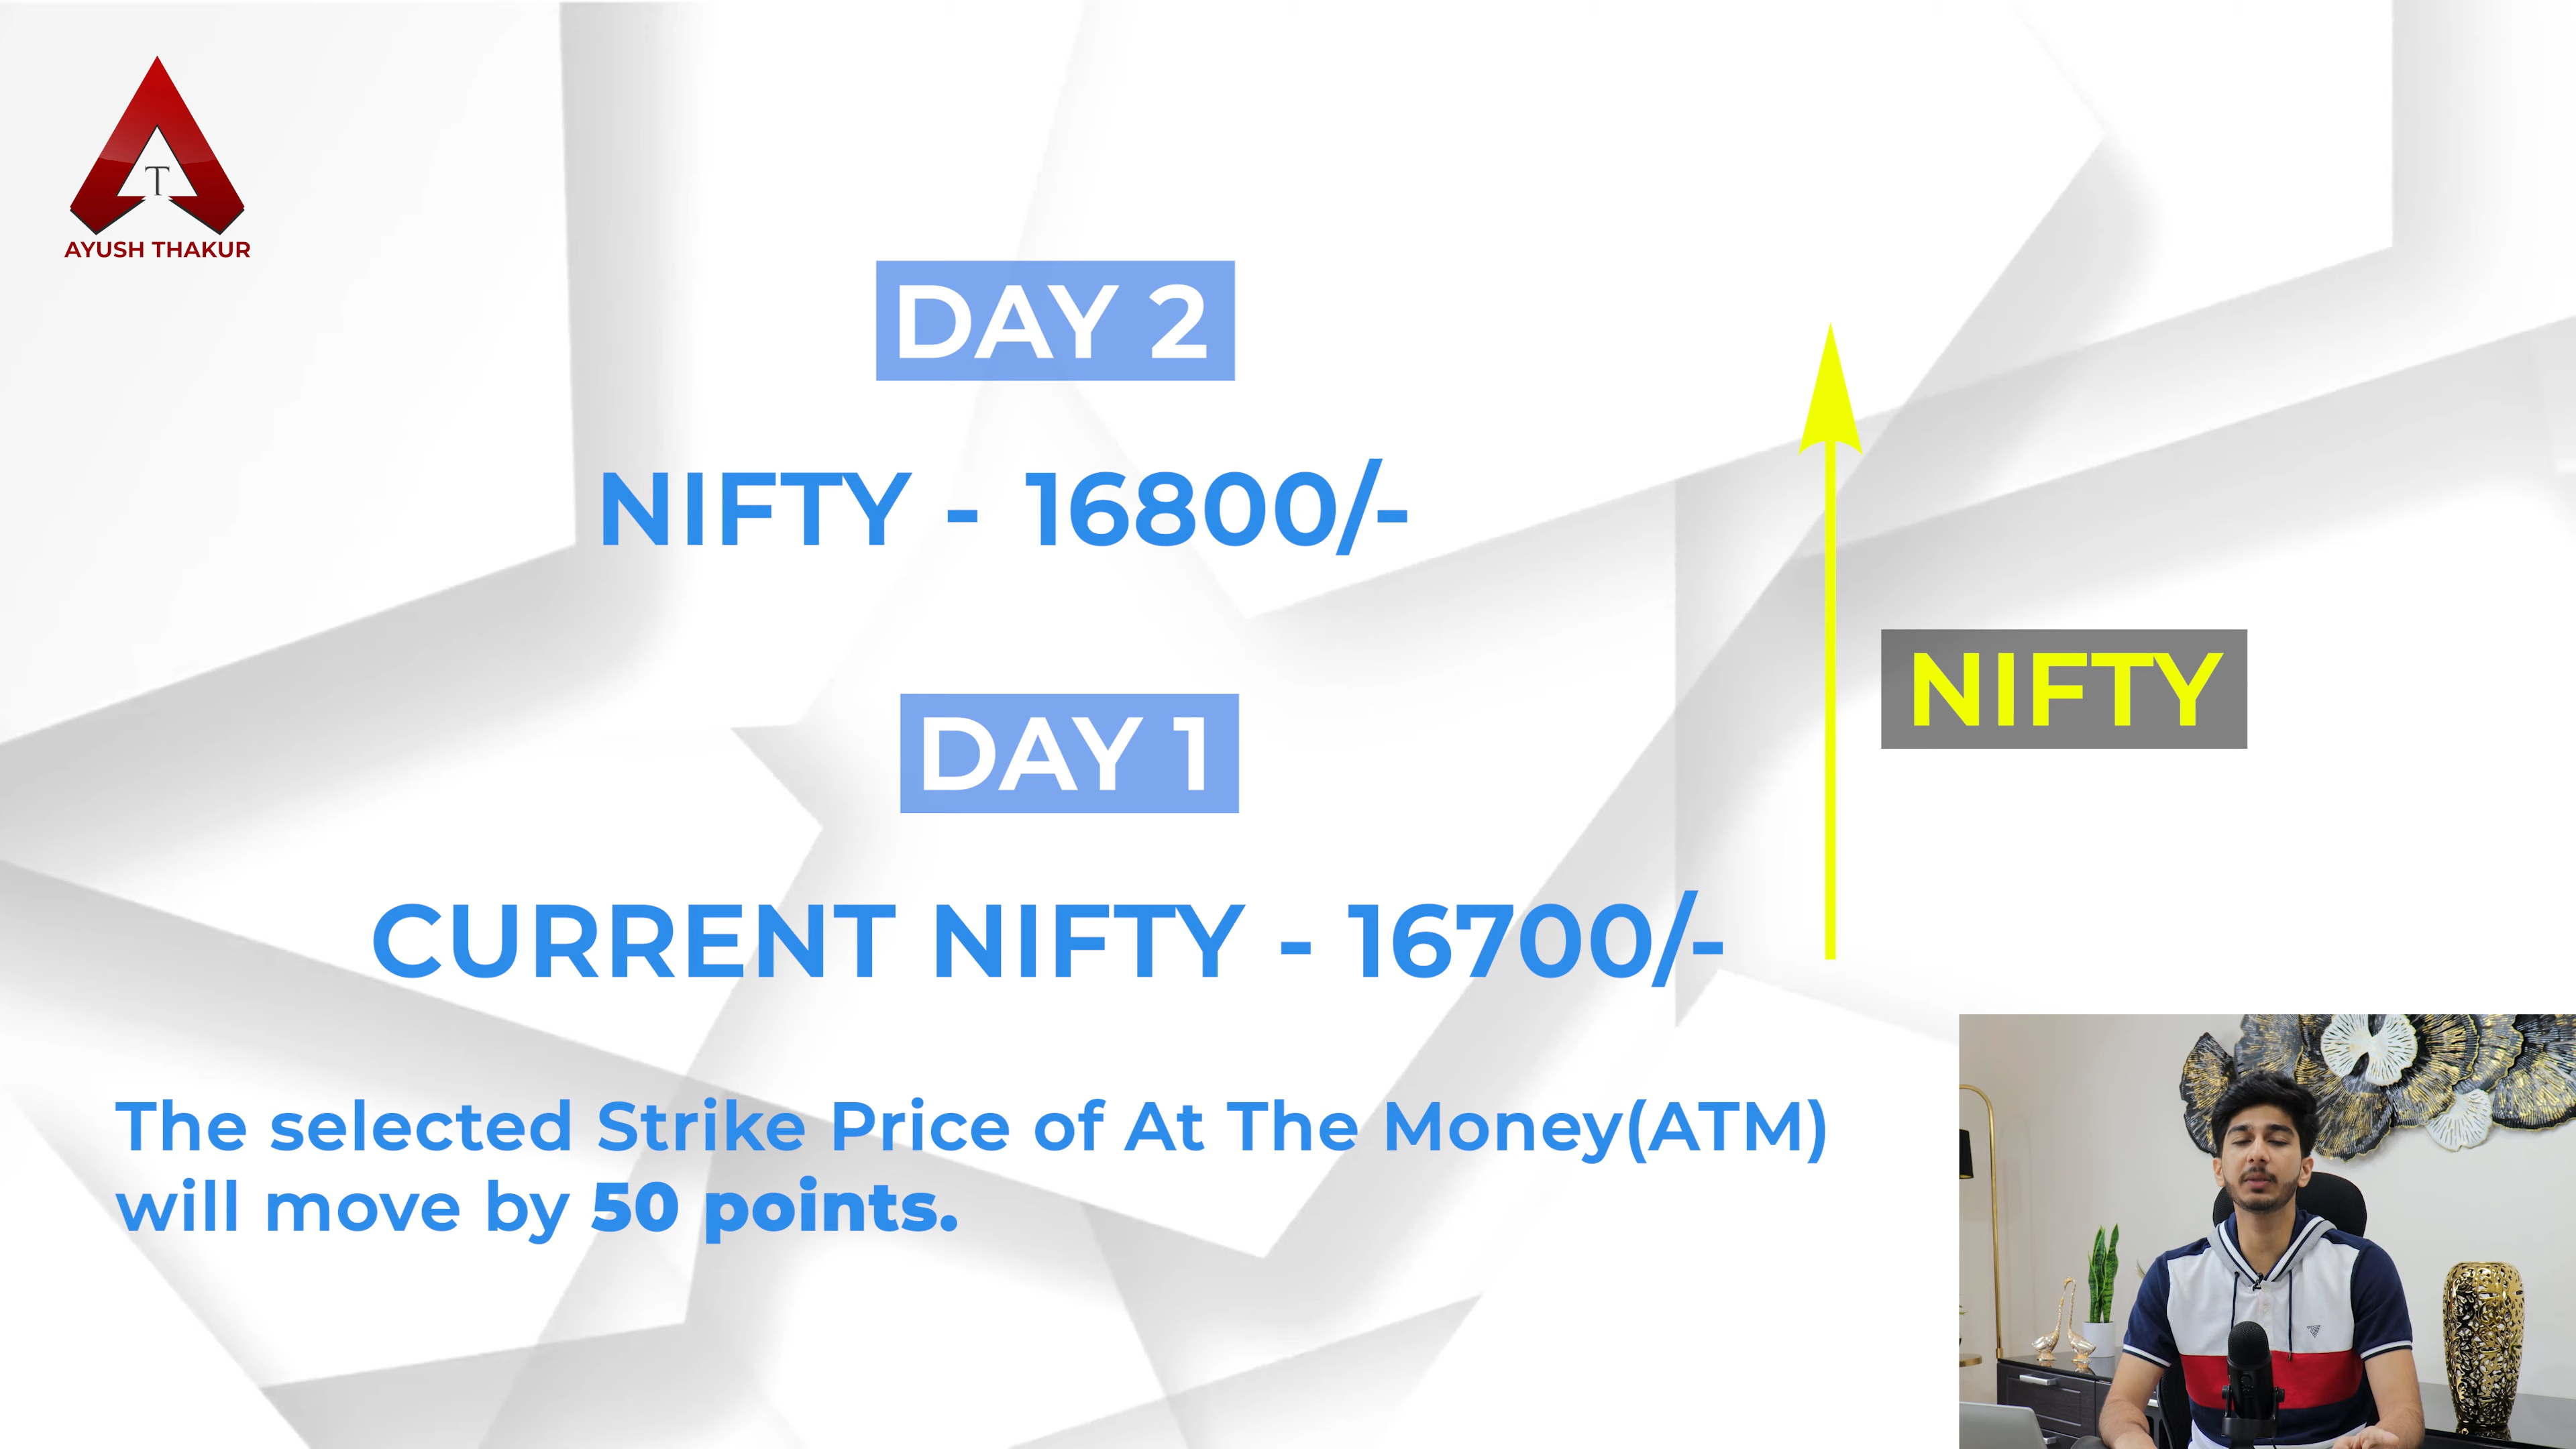 T
AYUSH THAKUR
DAY 2
NIFTY - 16800/-
NIFTY
DAY 1
CURRENT NIFTY - 16700/-
The selected Strike Price of At The Money(ATM)
will move by 50 points.